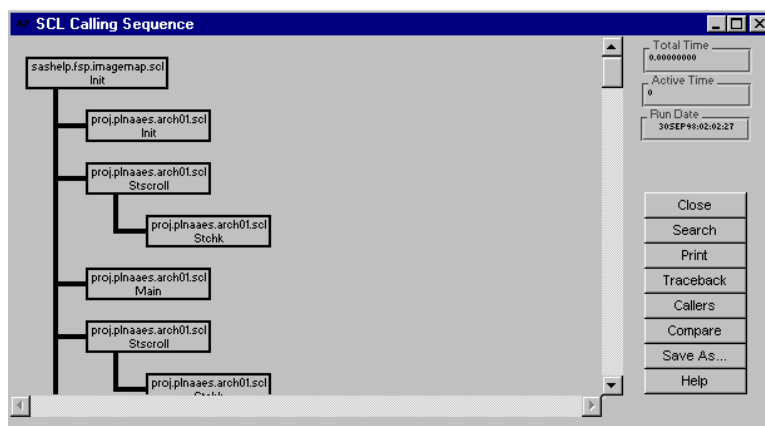 SCL Calling Sequence
sashelp.fsp.imagemap.scl
Init
proj.plnaaes.arch01.scl
Init
proj.plnaaes.arch01.scl
Stscroll
proj.plnaaes.arch01.scl
Stchk
proj.plnaaes.arch01.scl
Main
proj.plnaaes.arch01.scl
Stscroll
proj.plnaaes.arch01.scl
Total Time
0.00000000
Active Time
0
Run Date
30SEP98:02:02:27
Close
Search
Print
Traceback
Callers
Compare
Save As...
Help